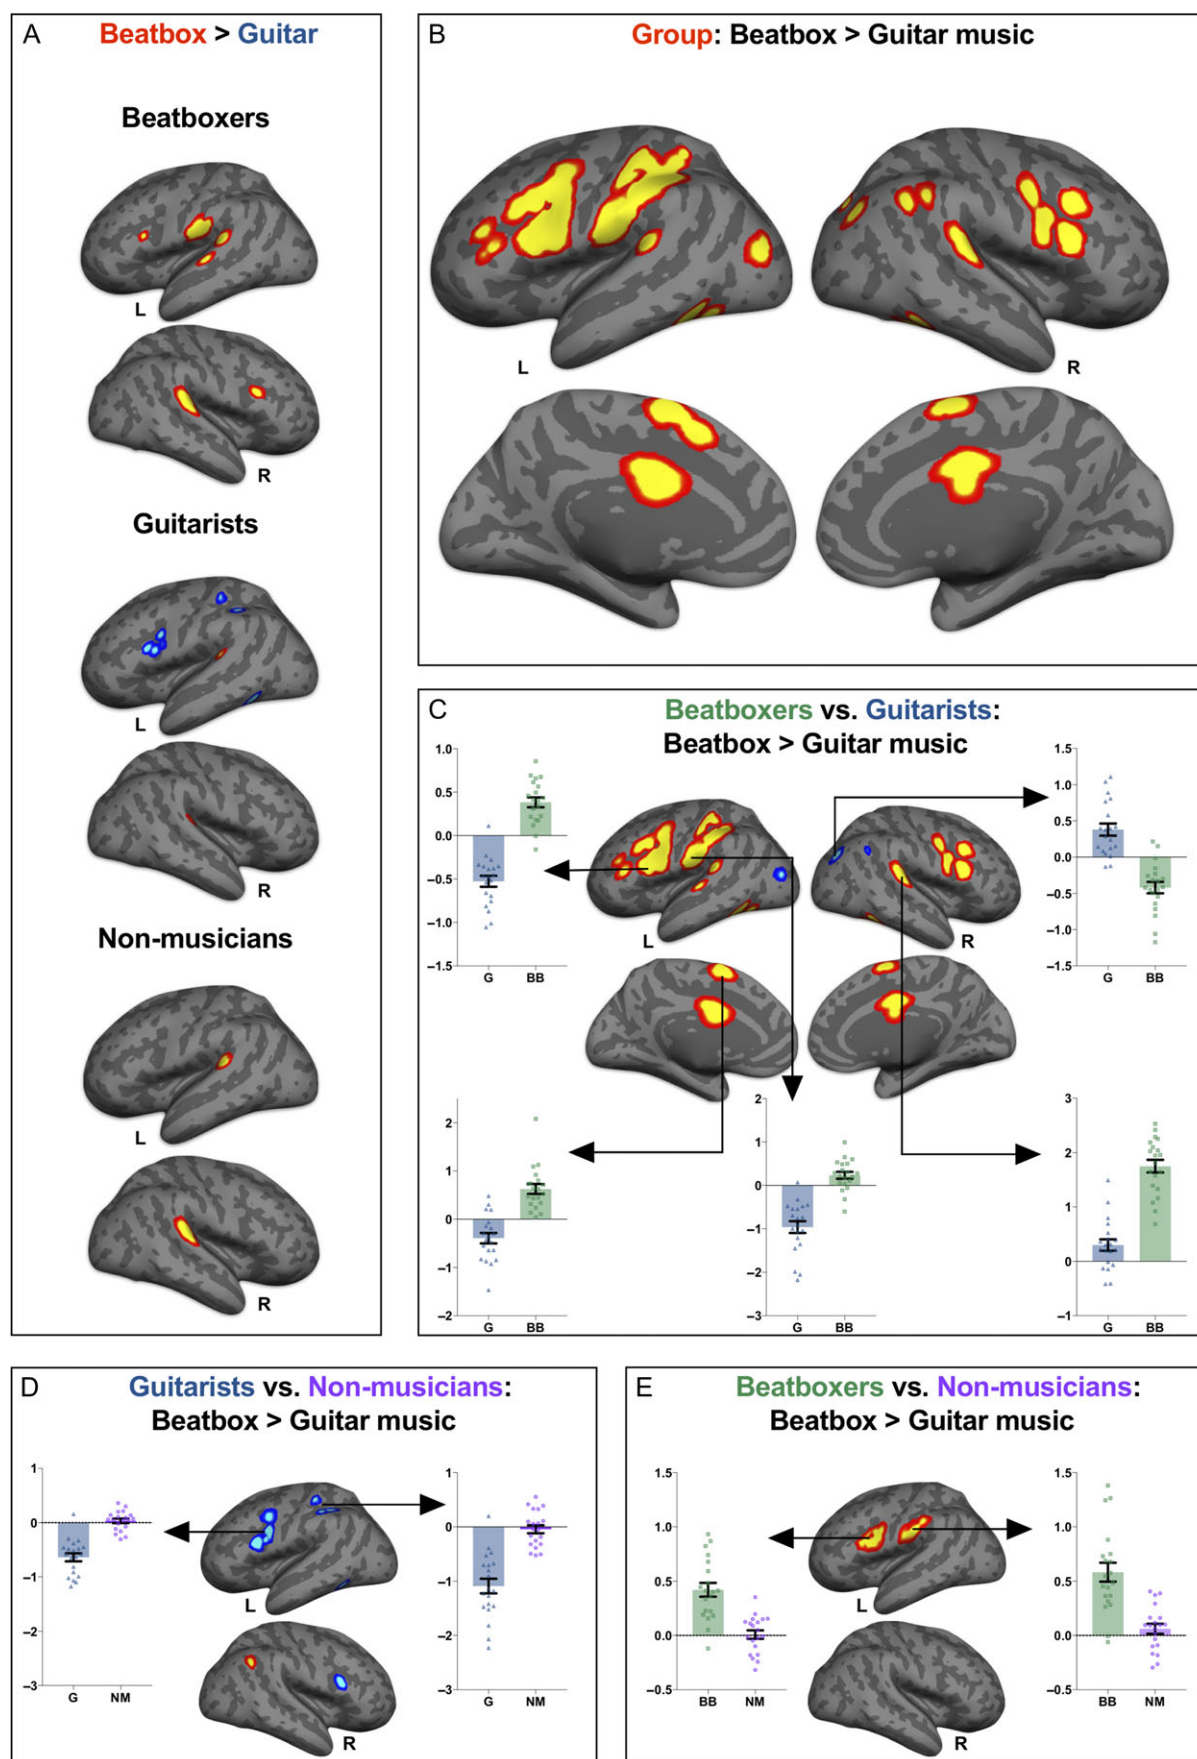 A
Beatbox > Guitar
Beatboxers
L
R
Guitarists
L
R
Non-musicians
L
R
B
Group: Beatbox > Guitar music
L
R
C
Beatboxers vs. Guitarists:
Beatbox > Guitar music
1.0
0.5
0.0
–0.5
–1.0
–1.5
G BB
L
R
1.5
1.0
0.5
0.0
–0.5
–1.0
–1.5
G BB
2
1
0
–1
–2
G BB
2
1
0
–1
–2
–3
G BB
3
2
1
0
–1
G BB
D
Guitarists vs. Non-musicians:
Beatbox > Guitar music
1
0
–1
–2
–3
G NM
L
R
1
0
–1
–2
–3
G NM
E
Beatboxers vs. Non-musicians:
Beatbox > Guitar music
1.5
1.0
0.5
0.0
–0.5
BB NM
L
R
1.5
1.0
0.5
0.0
–0.5
BB NM